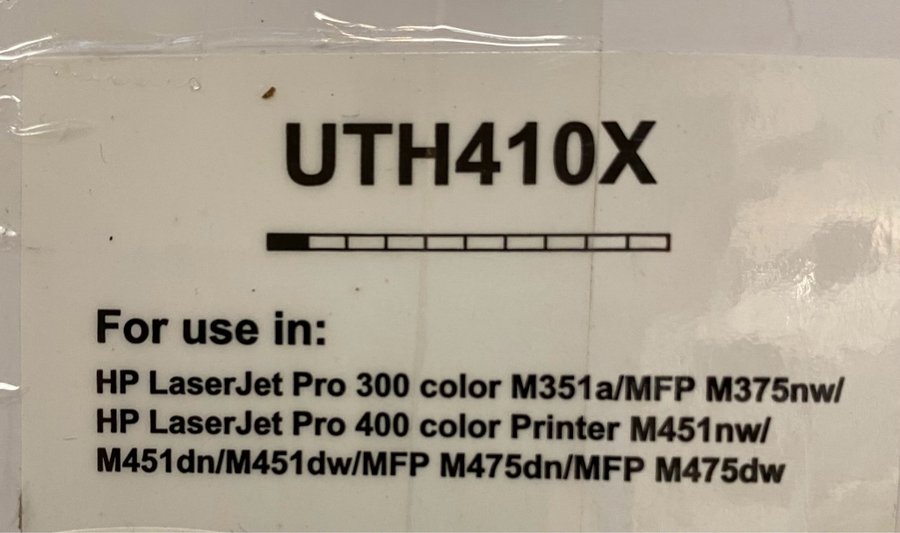 UTH410X
For use in:
HP LaserJet Pro 300 color M351a/MFP M375nw/
HP LaserJet Pro 400 color Printer M451nw/
M451dn/M451dw/MFP M475dn/MFP M475dw